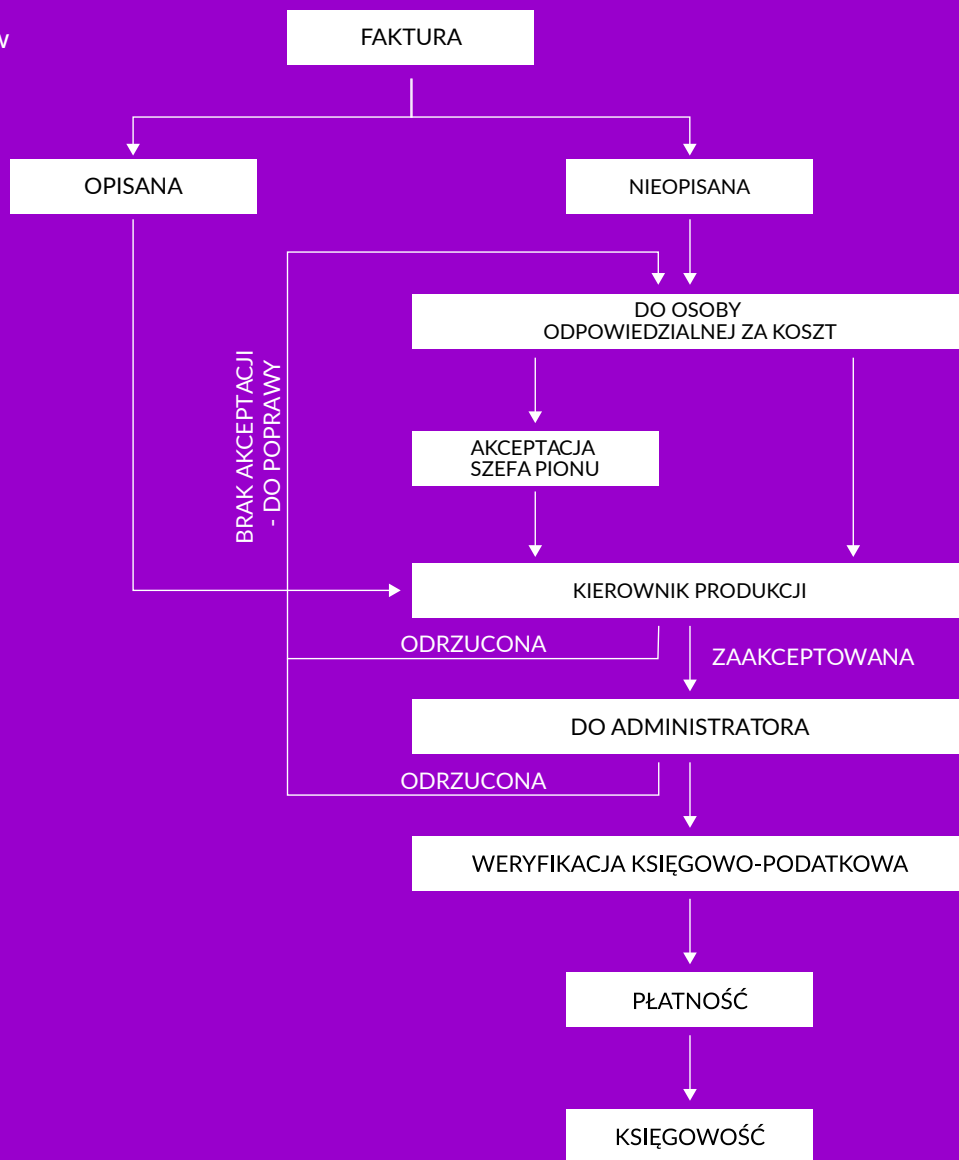 FAKTURA
OPISANA
NIEOPISANA
DO OSOBY
ODPOWIEDZIALNEJ ZA KOSZT
BRAK AKCEPTACJI
- DO POPRAWY
AKCEPTACJA
SZEFA PIONU
KIEROWNIK PRODUKCJI
ODRZUCONA
ZAAKCEPTOWANA
DO ADMINISTRATORA
ODRZUCONA
WERYFIKACJA KSIĘGOWO-PODATKOWA
PŁATNOŚĆ
KSIĘGOWOŚĆ